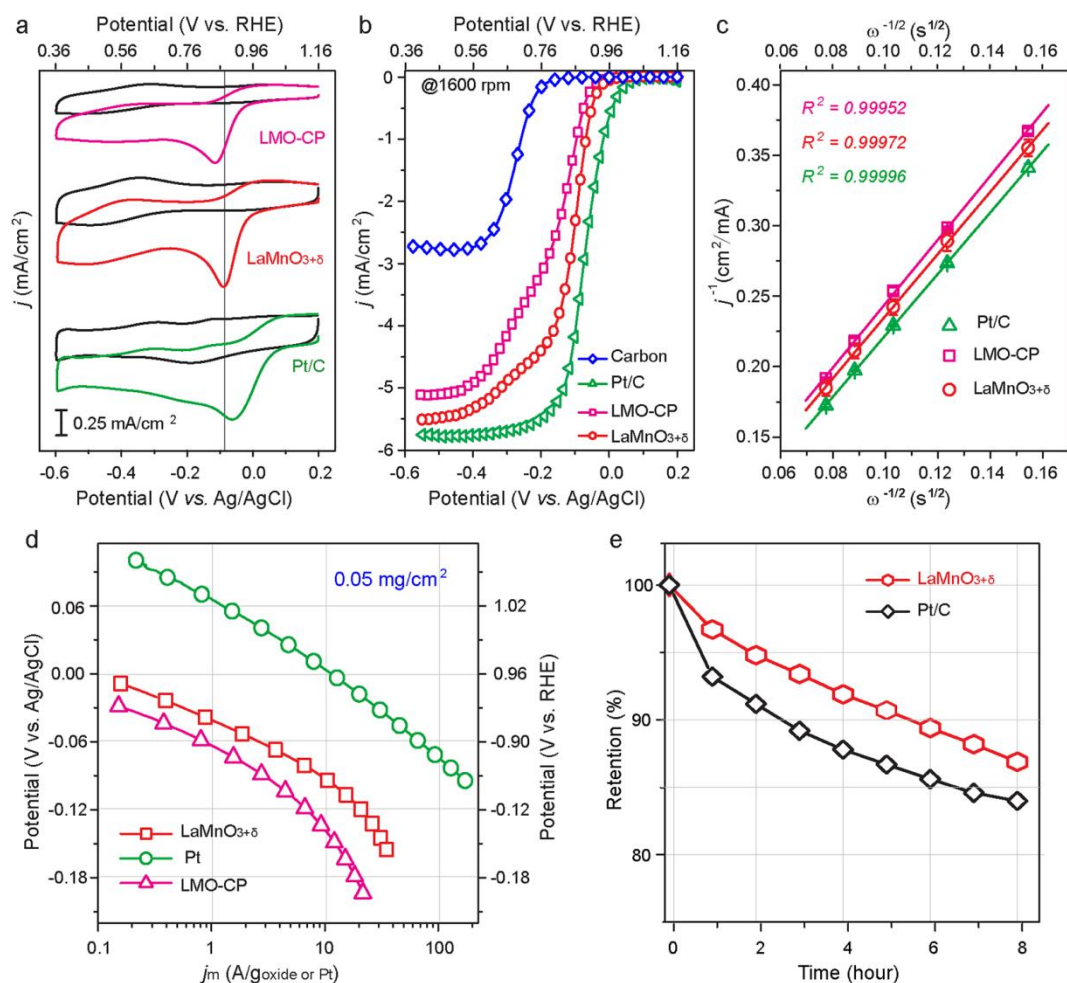 a
Potential (V vs. RHE)
0.36 0.56 0.76 0.96 1.16
j (mA/cm²)
LMO-CP
LaMnO₃₊δ
Pt/C
0.25 mA/cm²
-0.6 -0.4 -0.2 0.0 0.2
Potential (V vs. Ag/AgCl)
b
Potential (V vs. RHE)
0.36 0.56 0.76 0.96 1.16
@1600 rpm
j (mA/cm²)
0
-1
-2
-3
-4
-5
-6
Carbon
Pt/C
LMO-CP
LaMnO₃₊δ
-0.6 -0.4 -0.2 0.0 0.2
Potential (V vs. Ag/AgCl)
c
ω⁻¹/² (s¹/²)
0.06 0.08 0.10 0.12 0.14 0.16
R² = 0.99952
R² = 0.99972
R² = 0.99996
j⁻¹ (cm²/mA)
0.40
0.35
0.30
0.25
0.20
0.15
Pt/C
LMO-CP
LaMnO₃₊δ
0.06 0.08 0.10 0.12 0.14 0.16
ω⁻¹/² (s¹/²)
d
0.05 mg/cm²
Potential (V vs. Ag/AgCl)
0.06
0.00
-0.06
-0.12
-0.18
1.02
0.96
-0.90
-0.12
-0.18
Potential (V vs. RHE)
LaMnO₃₊δ
Pt
LMO-CP
0.1 1 10 100
jm (A/goxide or Pt)
e
LaMnO₃₊δ
Pt/C
Retention (%)
100
90
80
0 2 4 6 8
Time (hour)